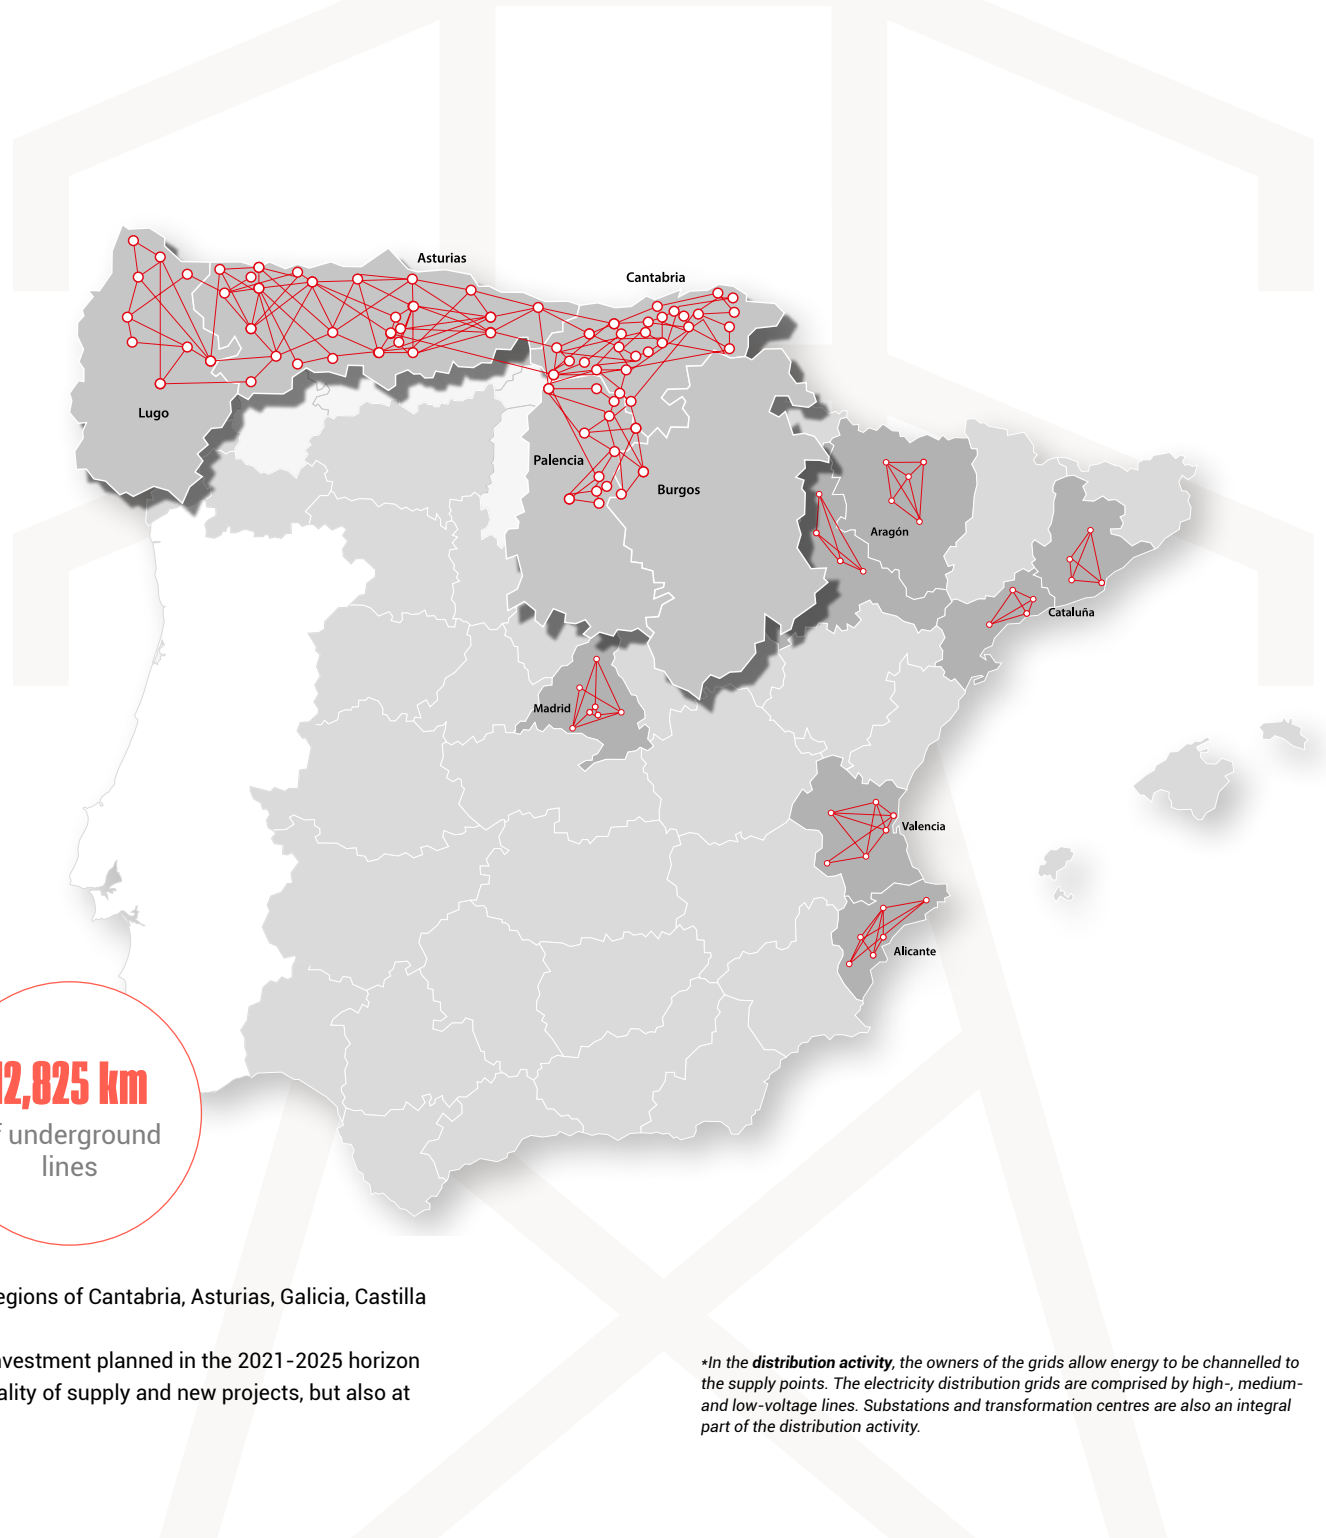 Asturias
Cantabria
Lugo
Palencia
Burgos
Aragón
Cataluña
Madrid
Valencia
Alicante
12,825 km
underground
lines
egions of Cantabria, Asturias, Galicia, Castilla
nvestment planned in the 2021-2025 horizon
ality of supply and new projects, but also at
*In the distribution activity, the owners of the grids allow energy to be channelled to
the supply points. The electricity distribution grids are comprised by high-, medium-
and low-voltage lines. Substations and transformation centres are also an integral
part of the distribution activity.